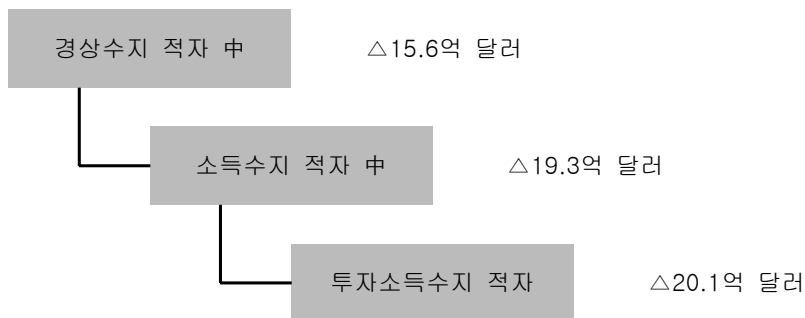 경상수지 적자 中 △15.6억 달러
소득수지 적자 中 △19.3억 달러
투자소득수지 적자 △20.1억 달러